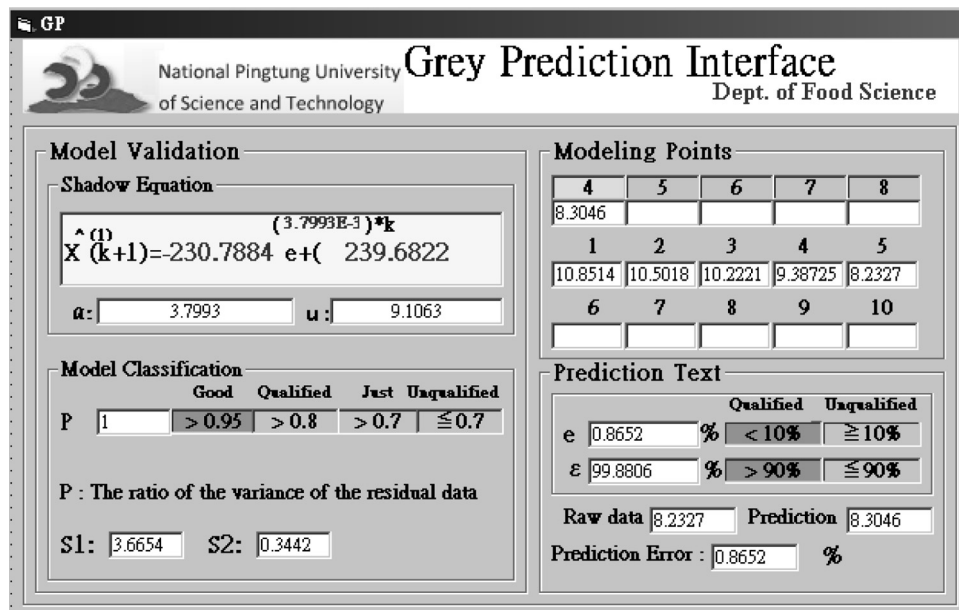 GP
National Pingtung University
of Science and Technology
Grey Prediction Interface
Dept. of Food Science
Model Validation
Shadow Equation
^ (1) (3.7993E-3)*k
X (k+1)=-230.7884 e+( 239.6822
α: 3.7993 u: 9.1063
Model Classification
Good Qualified Just Unqualified
P 1 > 0.95 > 0.8 > 0.7 ≦ 0.7
P : The ratio of the variance of the residual data
S1: 3.6654 S2: 0.3442
Modeling Points
4 5 6 7 8
8.3046
1 2 3 4 5
10.8514 10.5018 10.2221 9.38725 8.2327
6 7 8 9 10
Prediction Text
Qualified Unqualified
e 0.8652 % < 10% ≧ 10%
ε 99.8806 % > 90% ≦ 90%
Raw data 8.2327 Prediction 8.3046
Prediction Error : 0.8652 %